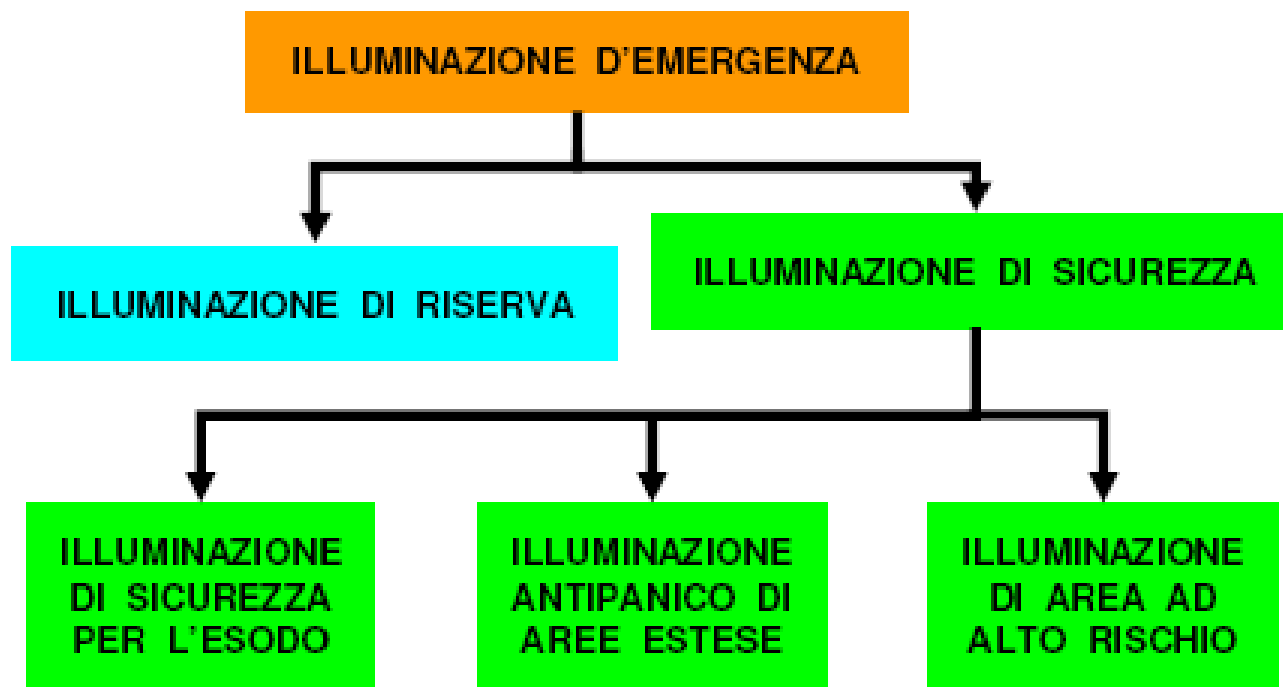 ILLUMINAZIONE D'EMERGENZA
ILLUMINAZIONE DI RISERVA
ILLUMINAZIONE DI SICUREZZA
ILLUMINAZIONE
DI SICUREZZA
PER L'ESODO
ILLUMINAZIONE
ANTIPANICO DI
AREE ESTESE
ILLUMINAZIONE
DI AREA AD
ALTO RISCHIO